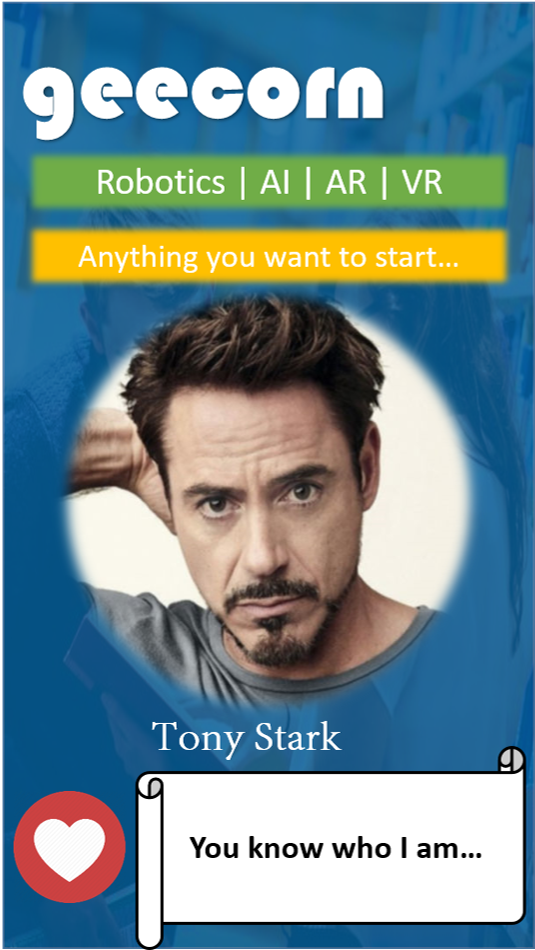 geecorn
Robotics | AI | AR | VR
Anything you want to start...
Tony Stark
You know who I am...